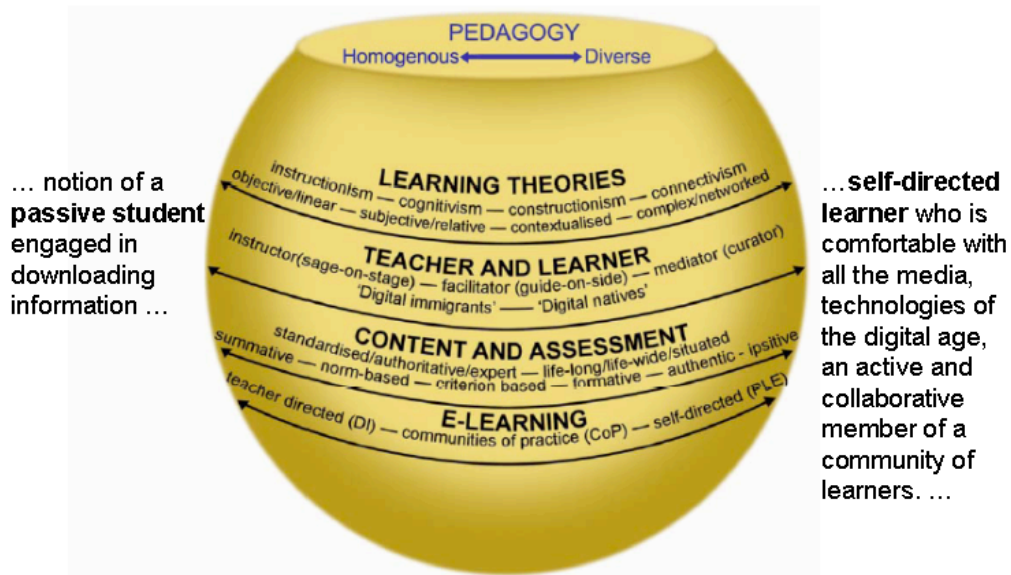 PEDAGOGY
Homogenous Diverse
… notion of a
passive student
engaged in
downloading
information …
LEARNING THEORIES
instructionism — cognitivism — constructionism — connectivism
objective/linear — subjective/relative — contextualised — complex/networked
TEACHER AND LEARNER
instructor(sage-on-stage) — facilitator (guide-on-side) — mediator (curator)
'Digital immigrants' — 'Digital natives'
CONTENT AND ASSESSMENT
standardised/authoritative/expert — life-long/life-wide/situated
summative — norm-based — criterion based — formative — authentic - ipsitive
E-LEARNING
teacher directed (DI) — communities of practice (CoP) — self-directed (PLE)
…self-directed
learner who is
comfortable with
all the media,
technologies of
the digital age,
an active and
collaborative
member of a
community of
learners. …